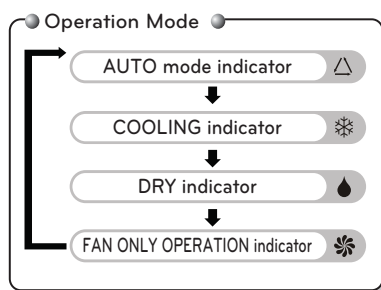 Operation Mode
AUTO mode indicator
COOLING indicator
DRY indicator
FAN ONLY OPERATION indicator